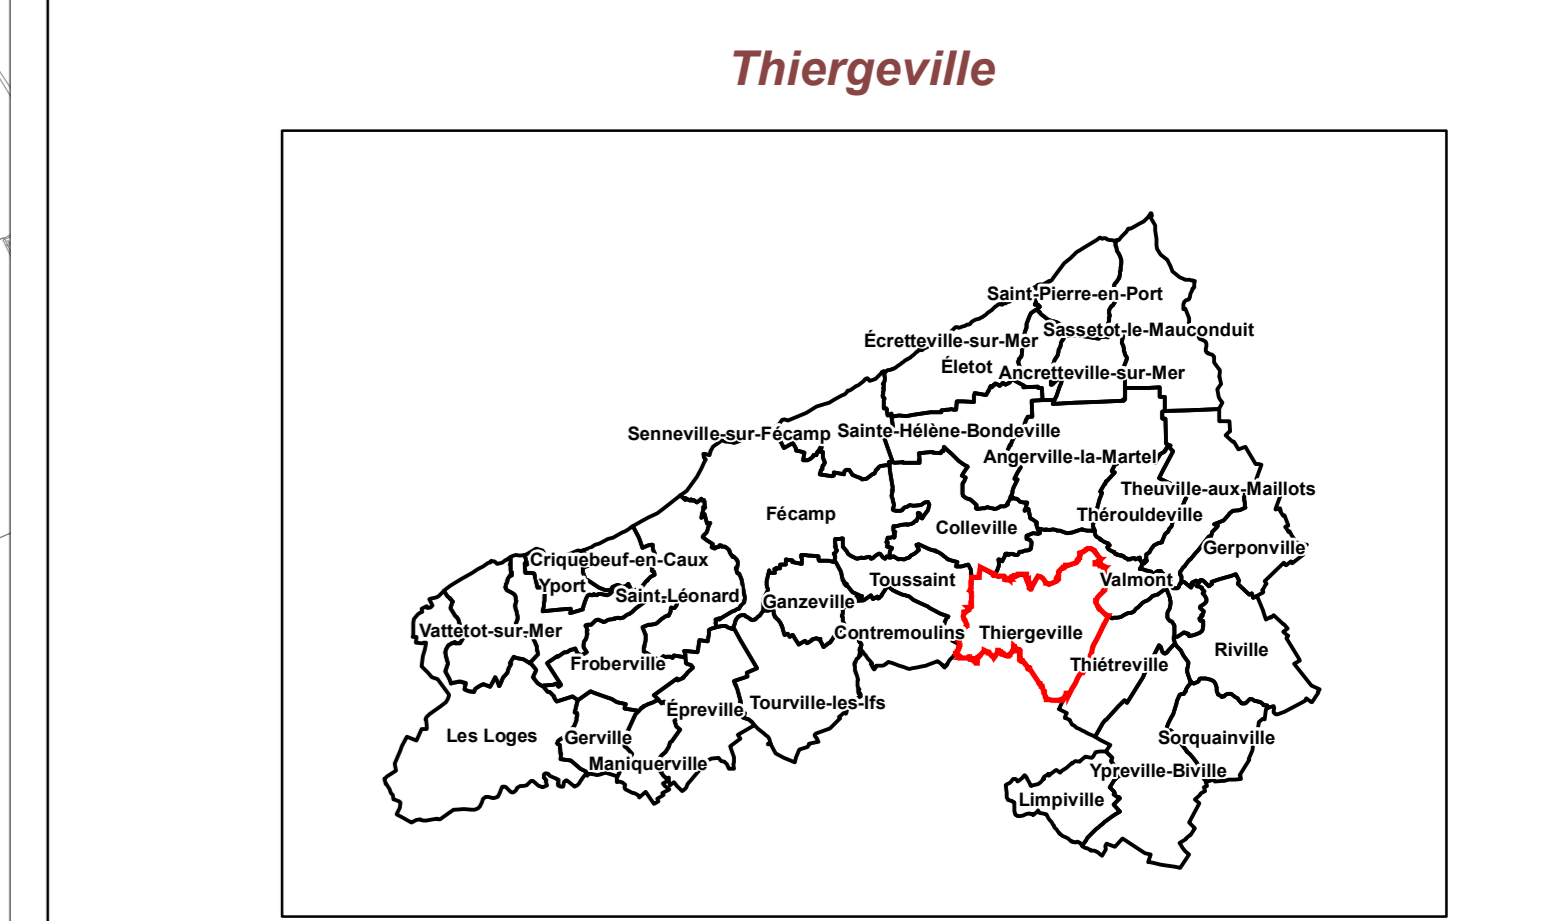 Thiergeville
Saint-Pierre-en-Port
Sassetot-le-Mauconduit
Écretteville-sur-Mer
Életot
Ancretteville-sur-Mer
Senneville-sur-Fécamp
Sainte-Hélène-Bondeville
Angerville-la-Martel
Theuville-aux-Maillots
Fécamp
Thérouldeville
Colleville
Gerponville
Criquebeuf-en-Caux
Toussaint
Valmont
Yport
Saint-Léonard
Ganzeville
Vattetot-sur-Mer
Contremoulins
Thiergeville
Riville
Froberville
Thiétreville
Épreville
Tourville-les-Ifs
Les Loges
Gerville
Sorquainville
Maniquerville
Ypreville-Biville
Limpiville